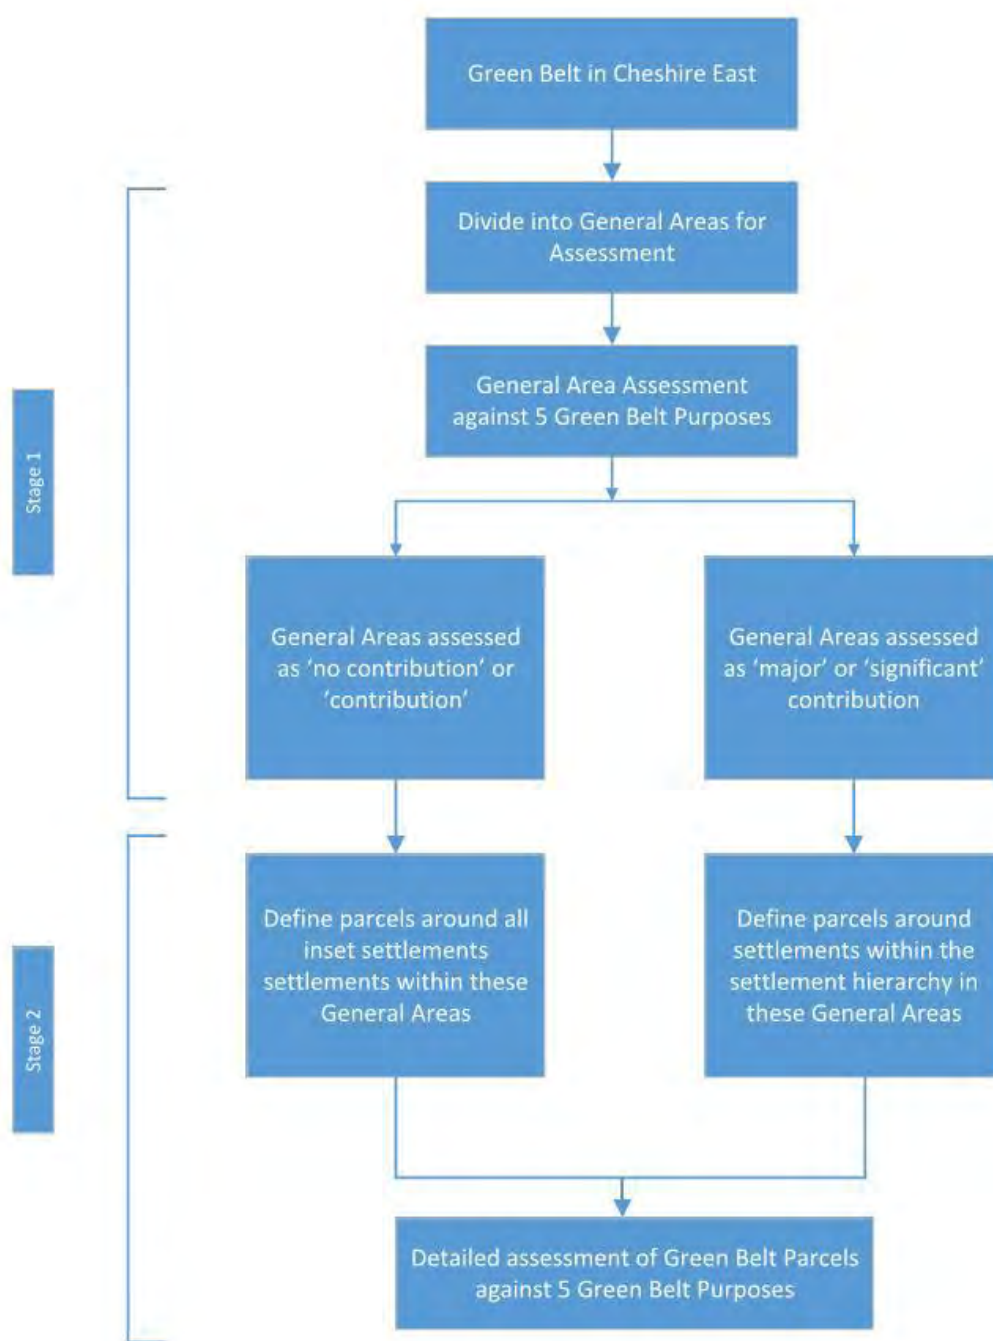 Green Belt in Cheshire East
Divide into General Areas for
Assessment
General Area Assessment
against 5 Green Belt Purposes
Stage 1
General Areas assessed
as ‘no contribution’ or
‘contribution’
General Areas assessed
as ‘major’ or ‘significant’
contribution
Stage 2
Define parcels around all
inset settlements
settlements within these
General Areas
Define parcels around
settlements within the
settlement hierarchy in
these General Areas
Detailed assessment of Green Belt Parcels
against 5 Green Belt Purposes